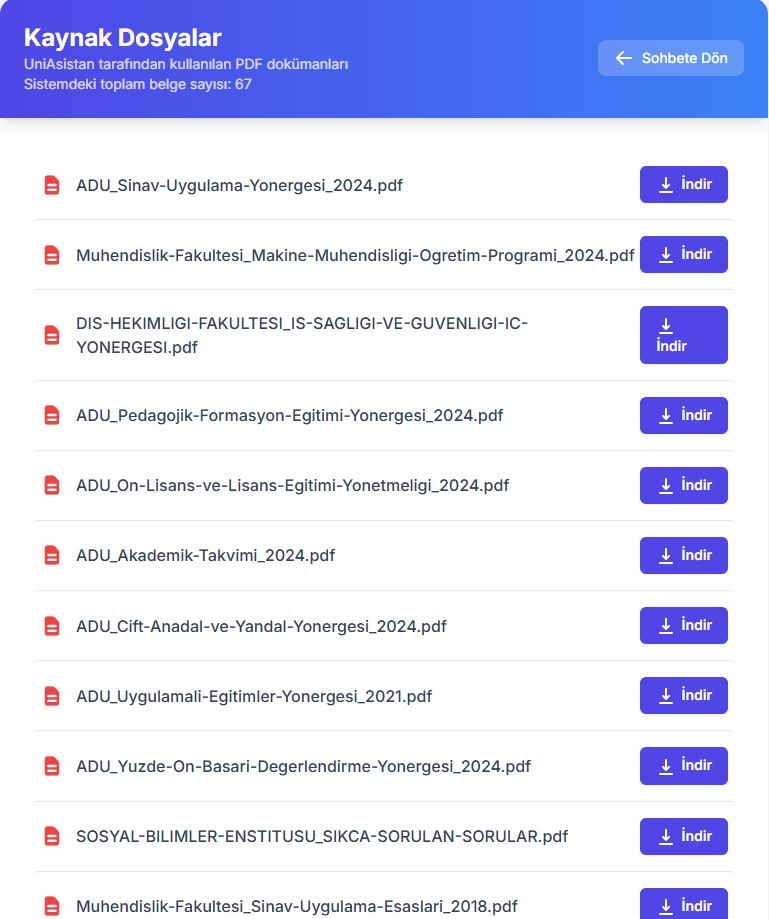 Kaynak Dosyalar
UniAsistan tarafından kullanılan PDF dokümanları
Sistemdeki toplam belge sayısı: 67
Sohbete Dön
ADU_Sinav-Uygulama-Yonergesi_2024.pdf
İndir
Muhendislik-Fakultesi_Makine-Muhendisligi-Ogretim-Programi_2024.pdf
İndir
DIS-HEKIMLIGI-FAKULTESI_IS-SAGLIGI-VE-GUVENLIGI-IC-
YONERGESI.pdf
İndir
ADU_Pedagojik-Formasyon-Egitimi-Yonergesi_2024.pdf
İndir
ADU_On-Lisans-ve-Lisans-Egitimi-Yonetmeligi_2024.pdf
İndir
ADU_Akademik-Takvimi_2024.pdf
İndir
ADU_Cift-Anadal-ve-Yandal-Yonergesi_2024.pdf
İndir
ADU_Uygulamali-Egitimler-Yonergesi_2021.pdf
İndir
ADU_Yuzde-On-Basari-Degerlendirme-Yonergesi_2024.pdf
İndir
SOSYAL-BILIMLER-ENSTITUSU_SIKCA-SORULAN-SORULAR.pdf
İndir
Muhendislik-Fakultesi_Sinav-Uygulama-Esaslari_2018.pdf
İndir